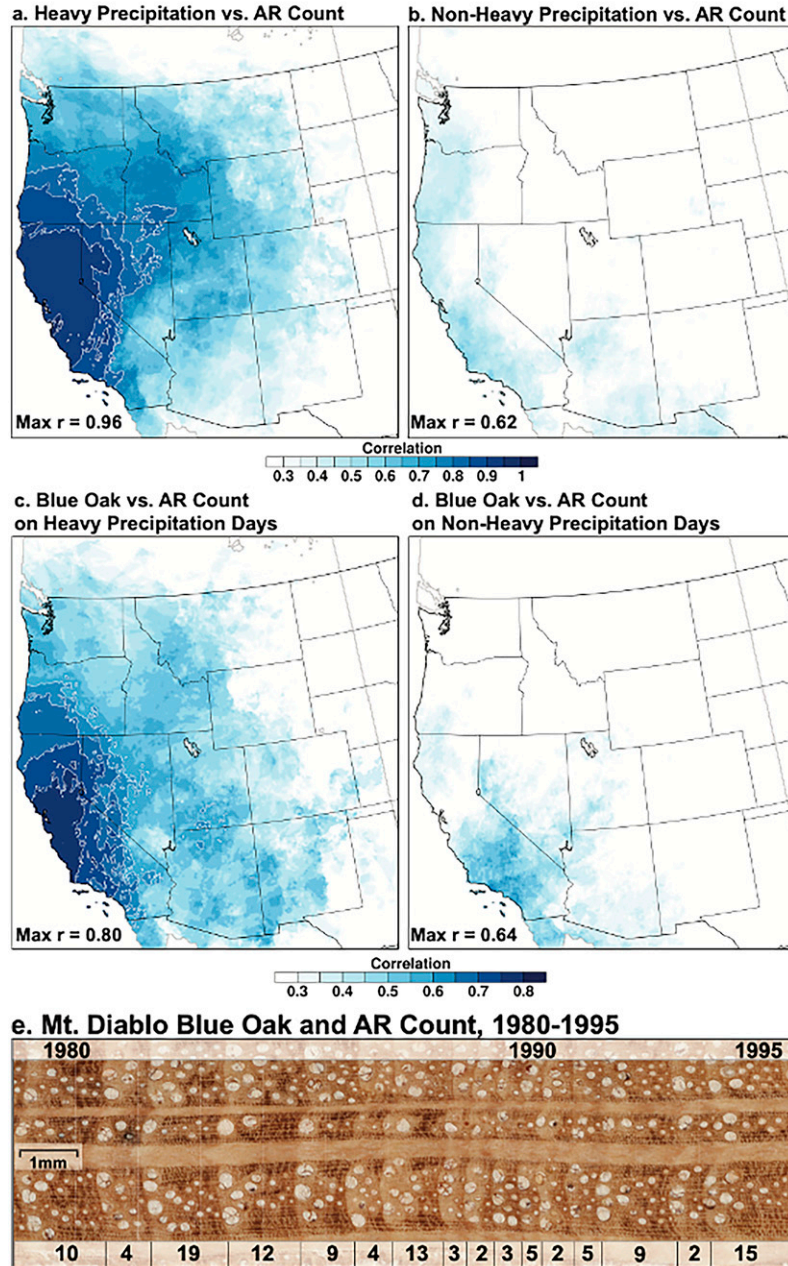 a. Heavy Precipitation vs. AR Count
b. Non-Heavy Precipitation vs. AR Count
Max r = 0.96
Max r = 0.62
Correlation
0.3 0.4 0.5 0.6 0.7 0.8 0.9 1
c. Blue Oak vs. AR Count
on Heavy Precipitation Days
d. Blue Oak vs. AR Count
on Non-Heavy Precipitation Days
Max r = 0.80
Max r = 0.64
Correlation
0.3 0.4 0.5 0.6 0.7 0.8
e. Mt. Diablo Blue Oak and AR Count, 1980-1995
1980 1990 1995
1mm
10 4 19 12 9 4 13 3 2 3 5 2 5 9 2 15